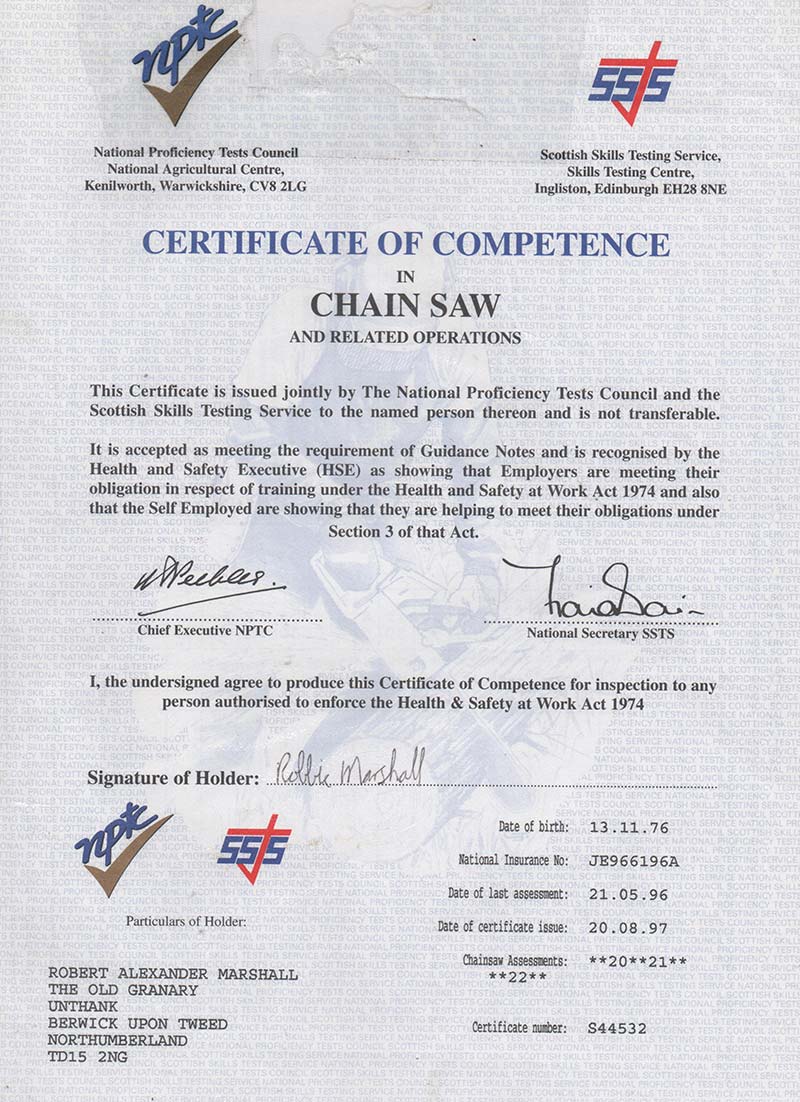 nptc
SSTS
National Proficiency Tests Council
National Agricultural Centre,
Kenilworth, Warwickshire, CV8 2LG
Scottish Skills Testing Service,
Skills Testing Centre,
Ingliston, Edinburgh EH28 8NE
CERTIFICATE OF COMPETENCE
IN
CHAIN SAW
AND RELATED OPERATIONS
This Certificate is issued jointly by The National Proficiency Tests Council and the
Scottish Skills Testing Service to the named person thereon and is not transferable.
It is accepted as meeting the requirement of Guidance Notes and is recognised by the
Health and Safety Executive (HSE) as showing that Employers are meeting their
obligation in respect of training under the Health and Safety at Work Act 1974 and also
that the Self Employed are showing that they are helping to meet their obligations under
Section 3 of that Act.
Chief Executive NPTC
National Secretary SSTS
I, the undersigned agree to produce this Certificate of Competence for inspection to any
person authorised to enforce the Health & Safety at Work Act 1974
Signature of Holder: Robbie Marshall
nptc
SSTS
Particulars of Holder:
ROBERT ALEXANDER MARSHALL
THE OLD GRANARY
UNTHANK
BERWICK UPON TWEED
NORTHUMBERLAND
TD15 2NG
Date of birth: 13.11.76
National Insurance No: JE966196A
Date of last assessment: 21.05.96
Date of certificate issue: 20.08.97
Chainsaw Assessments: **20**21**
**22**
Certificate number: S44532